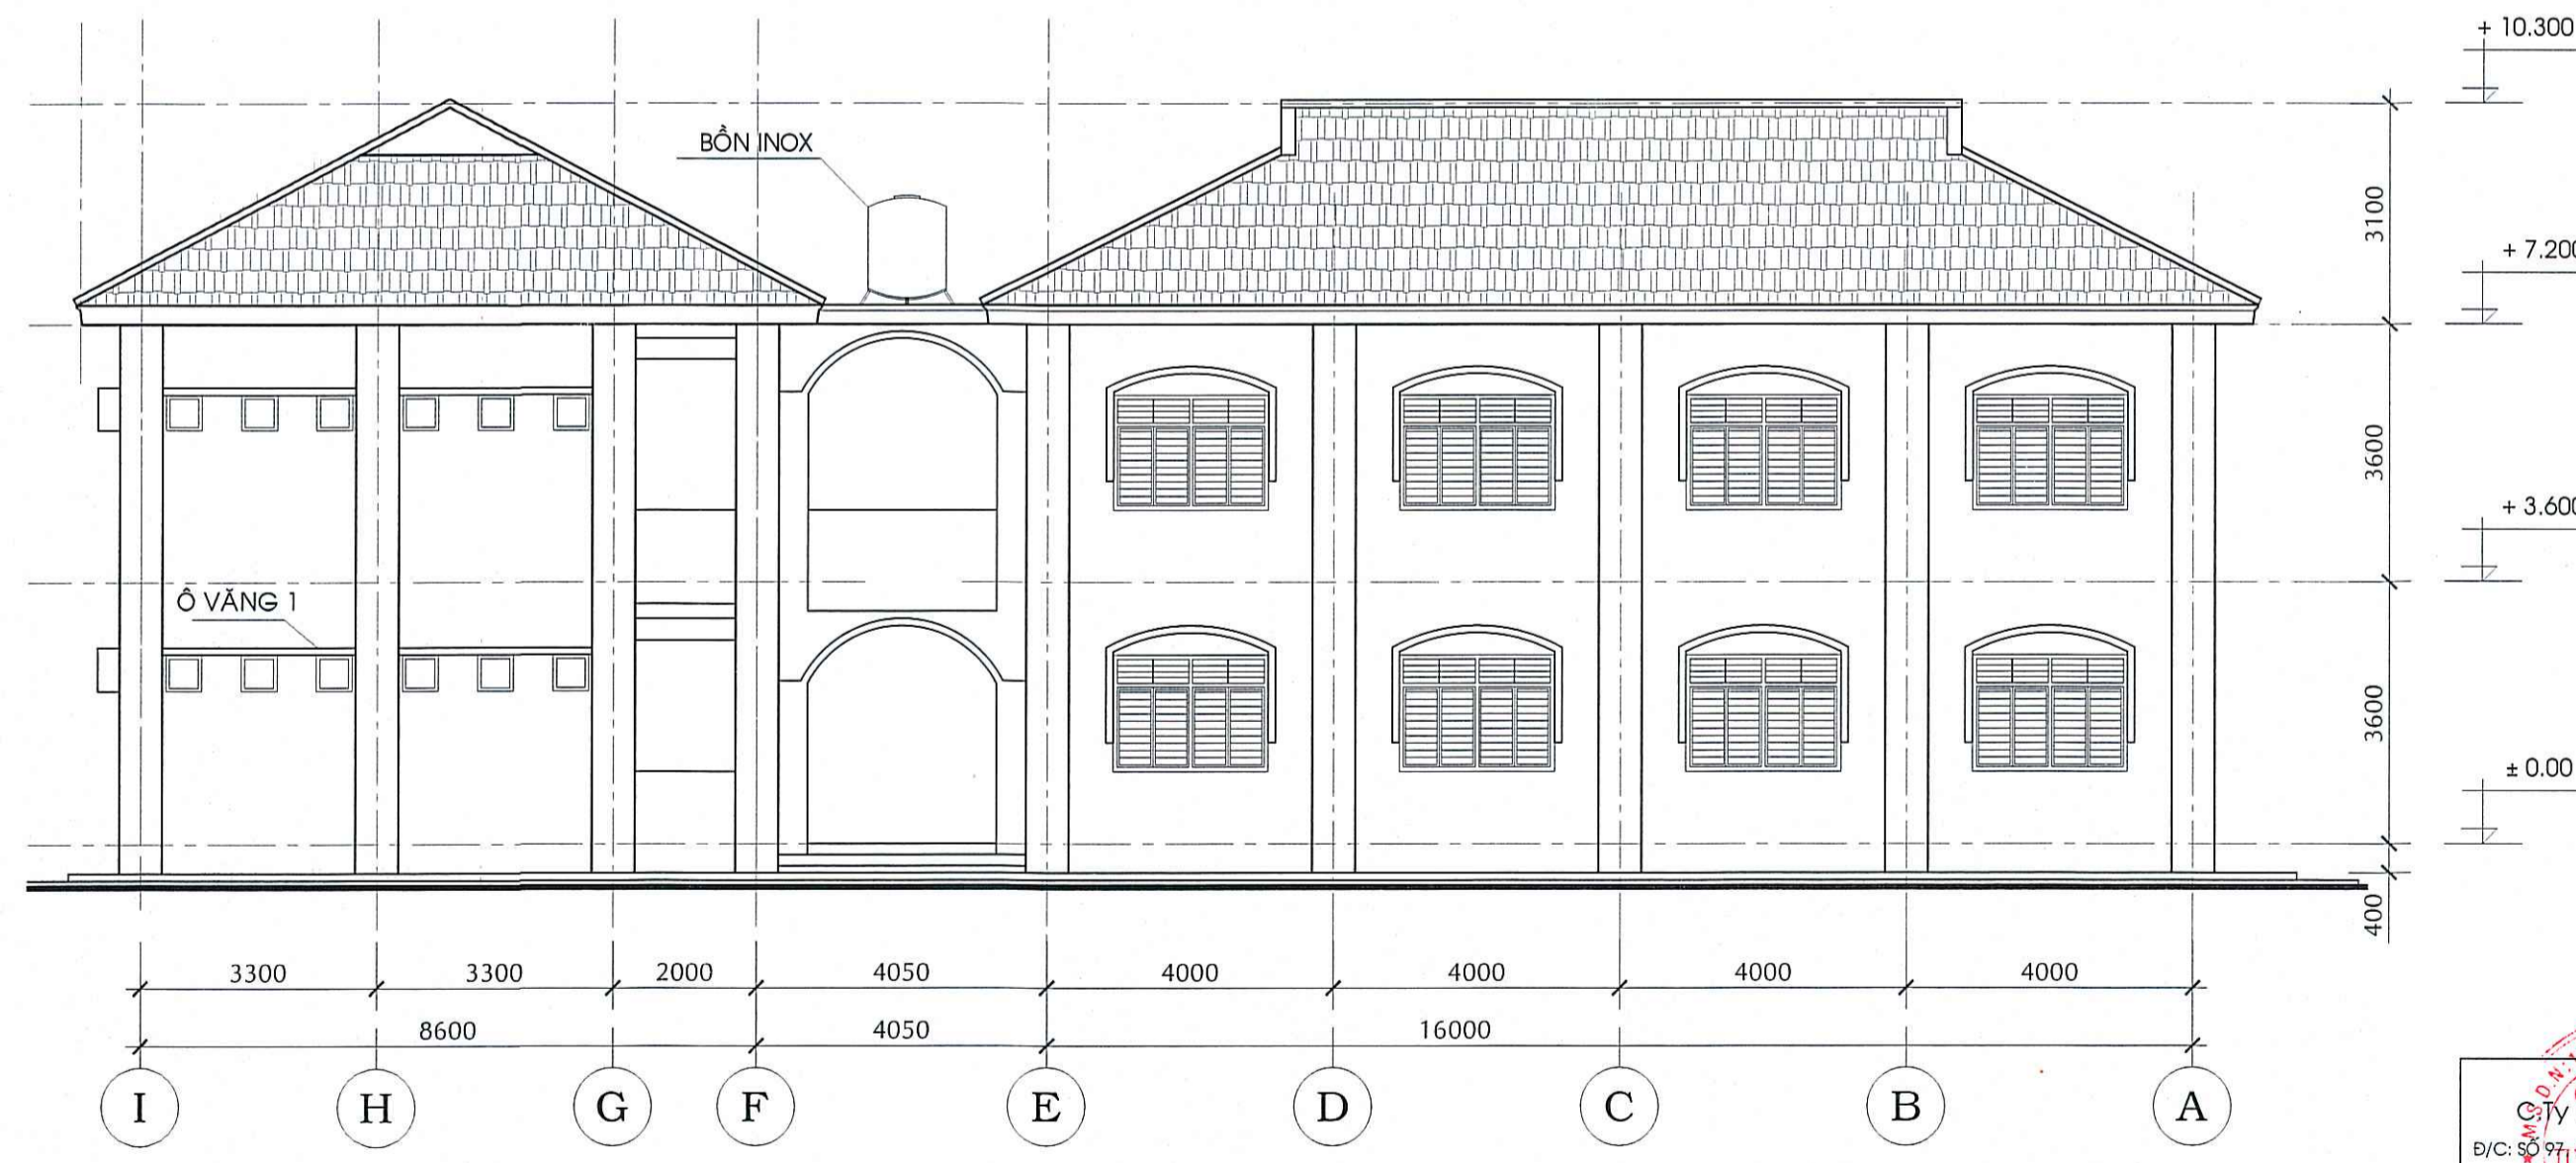 + 10.300
BỒN INOX
3100
+ 7.200
3600
+ 3.600
Ô VĂNG 1
3600
± 0.00
400
3300 3300 2000 4050 4000 4000 4000 4000
8600 4050 16000
I H G F E D C B A
M.S.D.N:
C.Ty
Đ/C: SỐ 97